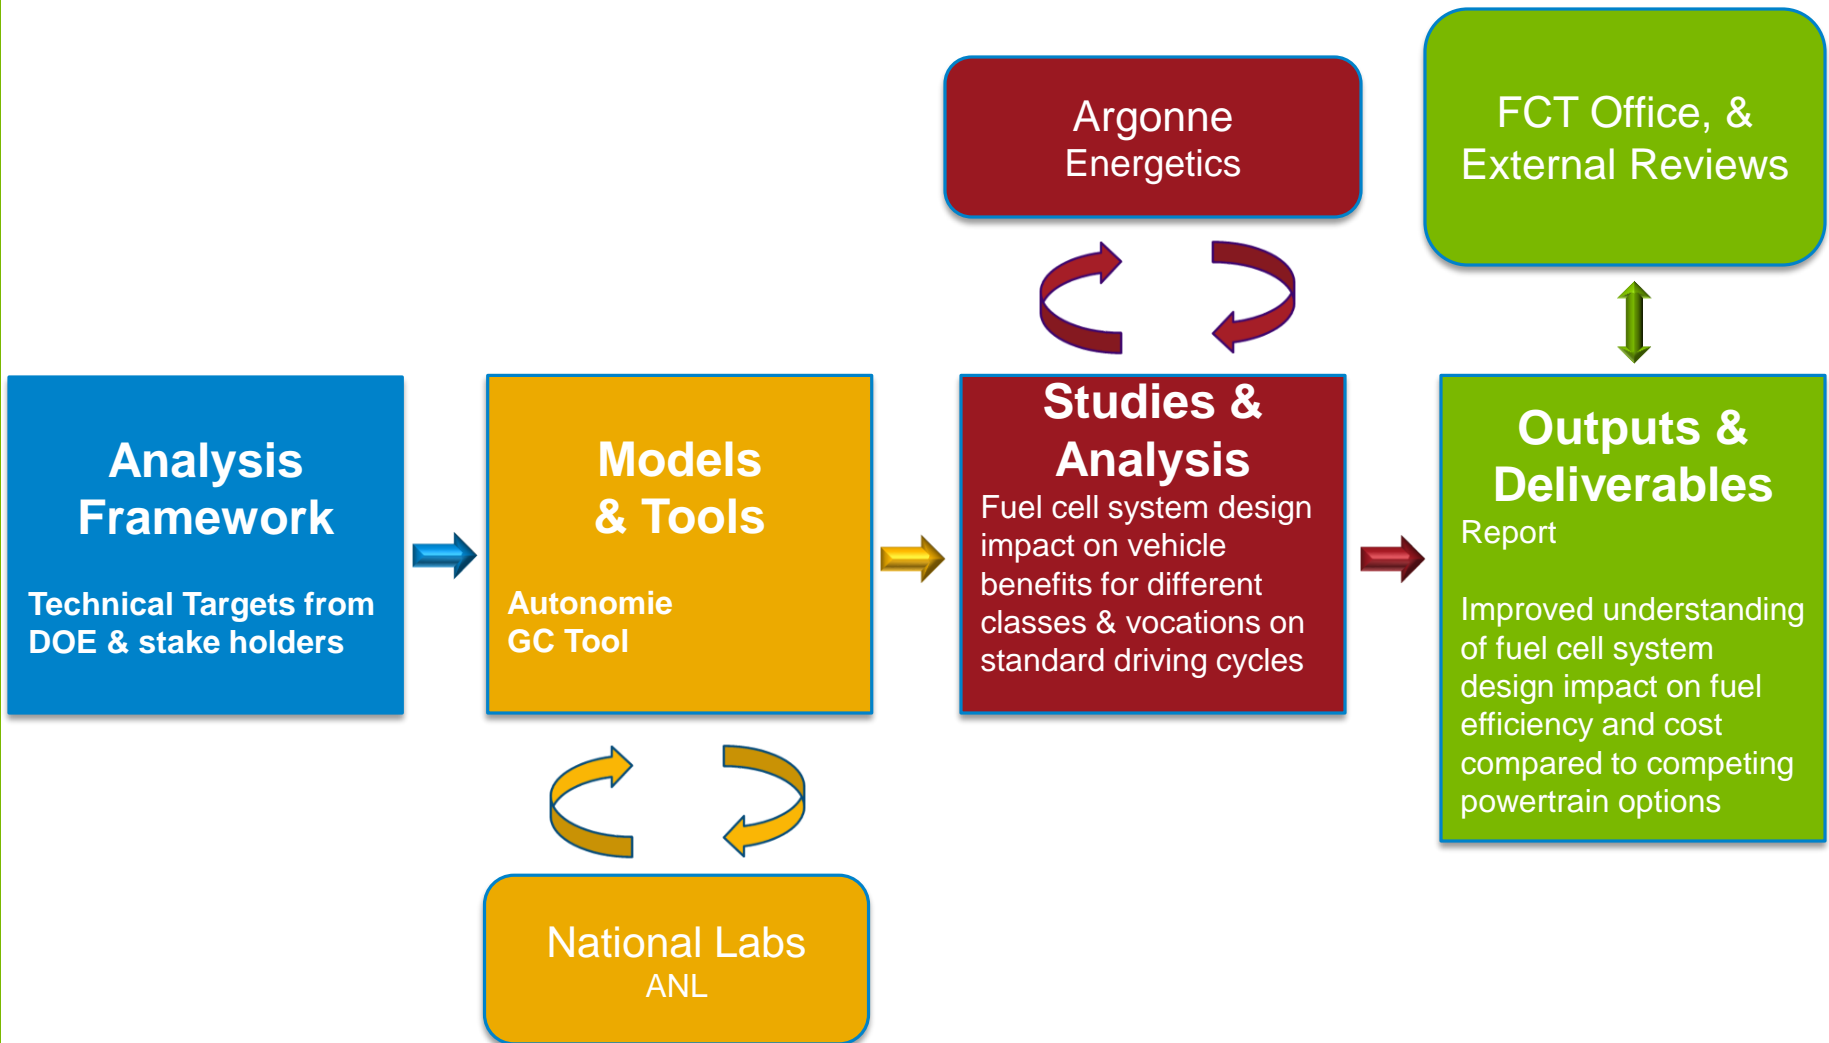 Argonne
Energetics
FCT Office, &
External Reviews
Analysis
Framework
Technical Targets from
DOE & stake holders
Models
& Tools
Autonomie
GC Tool
Studies &
Analysis
Fuel cell system design
impact on vehicle
benefits for different
classes & vocations on
standard driving cycles
Outputs &
Deliverables
Report
Improved understanding
of fuel cell system
design impact on fuel
efficiency and cost
compared to competing
powertrain options
National Labs
ANL